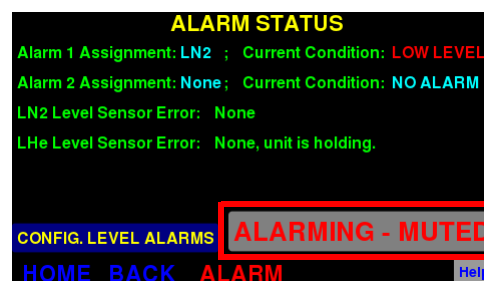 ALARM STATUS
Alarm 1 Assignment: LN2 ; Current Condition: LOW LEVEL
Alarm 2 Assignment: None ; Current Condition: NO ALARM
LN2 Level Sensor Error: None
LHe Level Sensor Error: None, unit is holding.
CONFIG. LEVEL ALARMS ALARMING - MUTED
HOME BACK ALARM Help